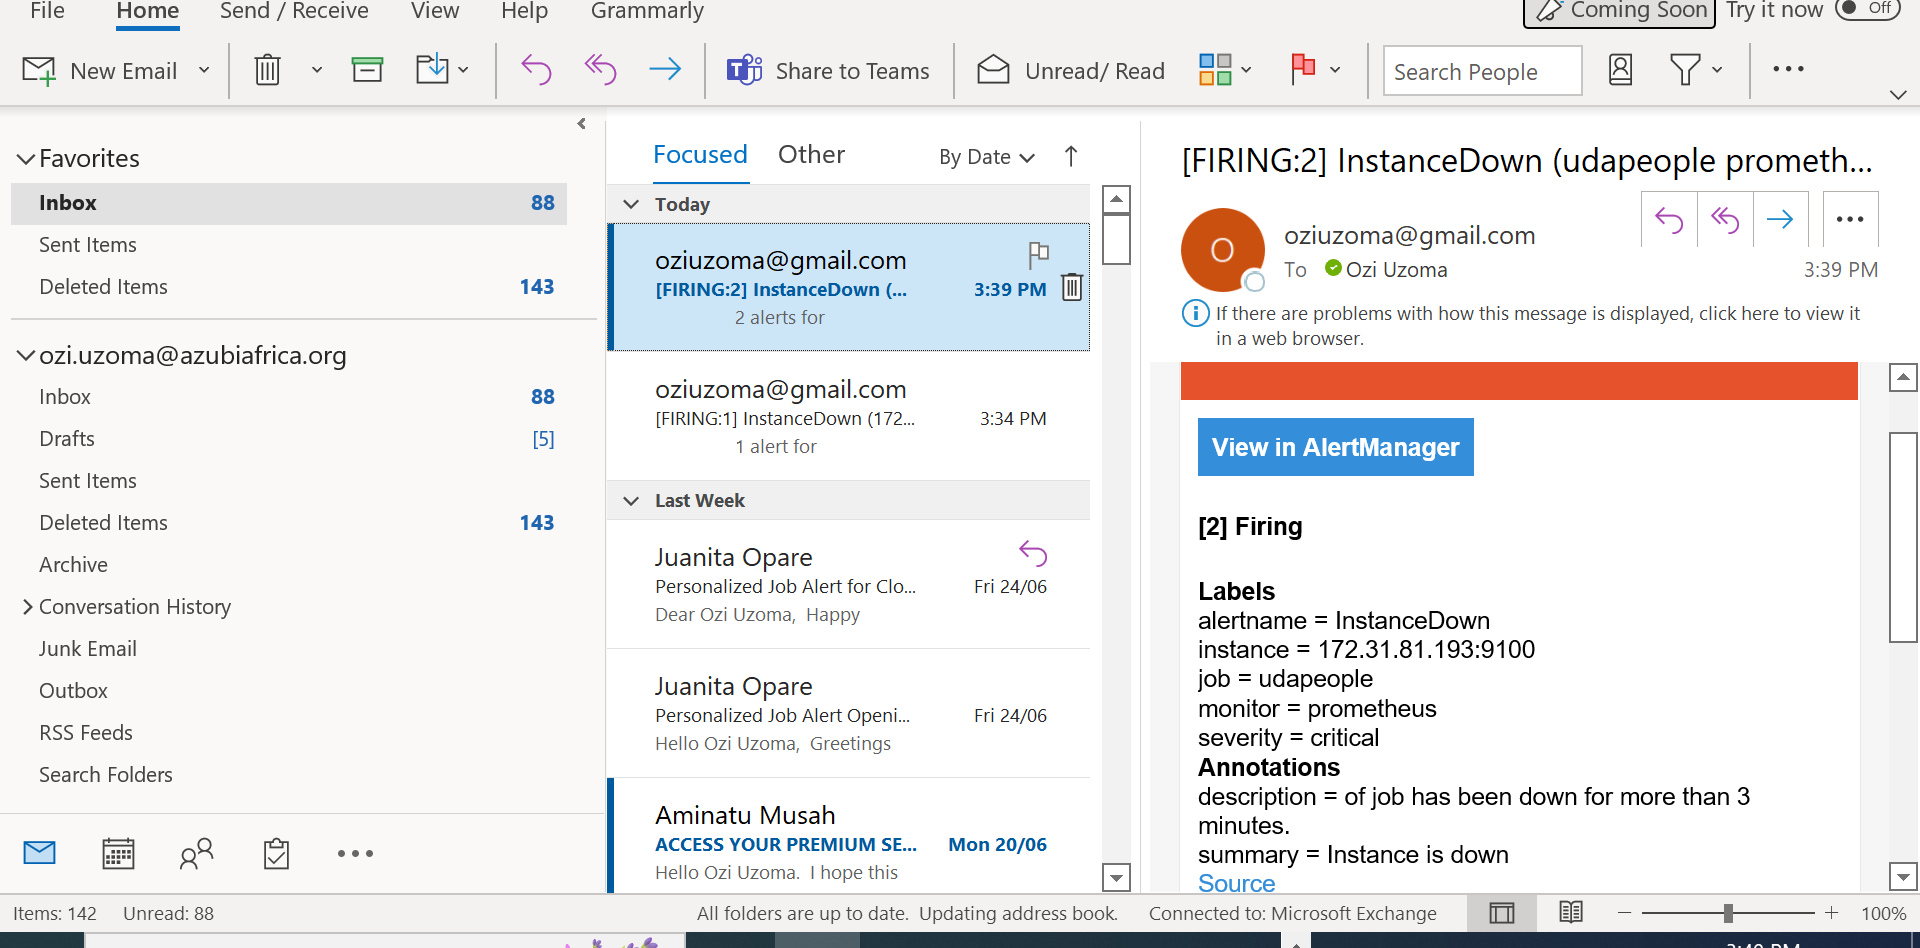 File Home Send / Receive View Help Grammarly Coming Soon Try it now Off
New Email Share to Teams Unread/ Read Search People
Favorites
Inbox 88
Sent Items
Deleted Items 143
ozi.uzoma@azubiafrica.org
Inbox 88
Drafts [5]
Sent Items
Deleted Items 143
Archive
Conversation History
Junk Email
Outbox
RSS Feeds
Search Folders
Focused Other By Date
Today
oziuzoma@gmail.com
[FIRING:2] InstanceDown (... 3:39 PM
2 alerts for
oziuzoma@gmail.com
[FIRING:1] InstanceDown (172... 3:34 PM
1 alert for
Last Week
Juanita Opare
Personalized Job Alert for Clo... Fri 24/06
Dear Ozi Uzoma, Happy
Juanita Opare
Personalized Job Alert Openi... Fri 24/06
Hello Ozi Uzoma, Greetings
Aminatu Musah
ACCESS YOUR PREMIUM SE... Mon 20/06
Hello Ozi Uzoma. I hope this
[FIRING:2] InstanceDown (udapeople prometh...
O
oziuzoma@gmail.com
To Ozi Uzoma 3:39 PM
If there are problems with how this message is displayed, click here to view it
in a web browser.
View in AlertManager
[2] Firing
Labels
alertname = InstanceDown
instance = 172.31.81.193:9100
job = udapeople
monitor = prometheus
severity = critical
Annotations
description = of job has been down for more than 3
minutes.
summary = Instance is down
Source
Items: 142 Unread: 88 All folders are up to date. Updating address book. Connected to: Microsoft Exchange 100%